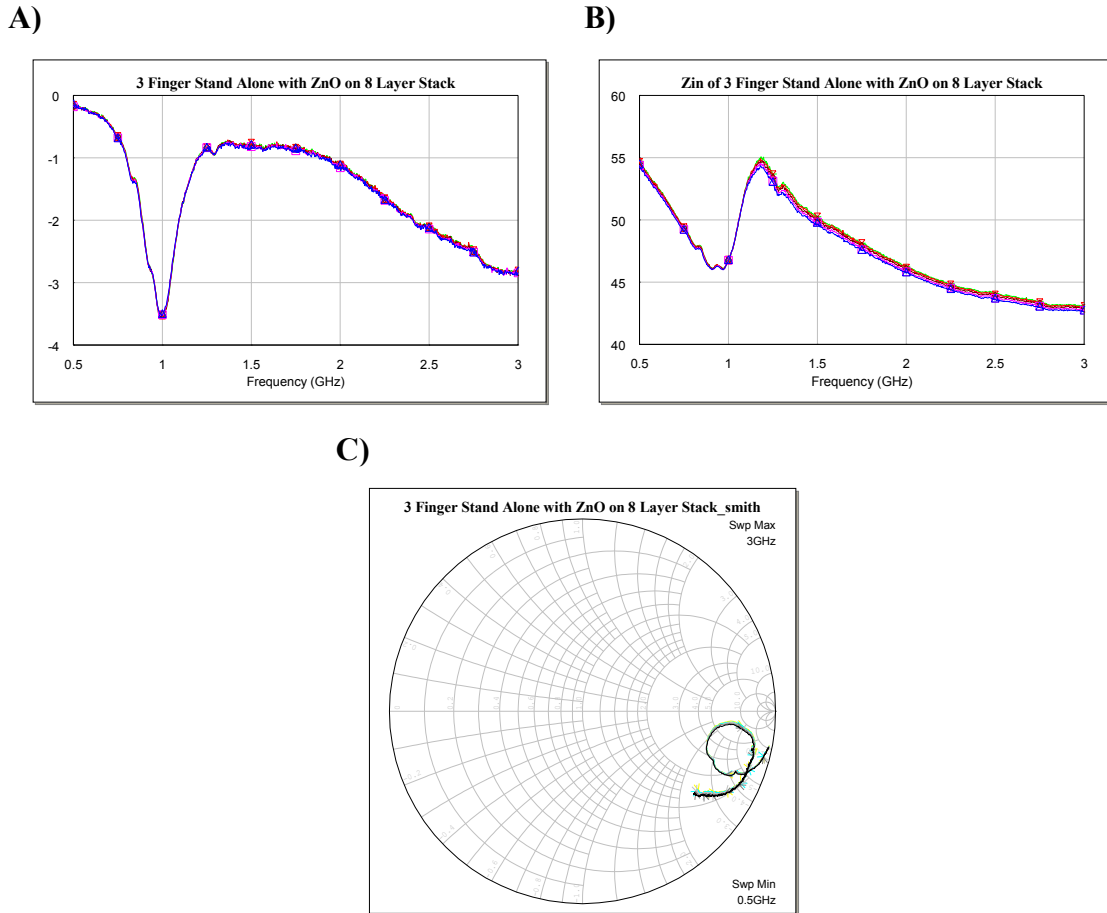 A)
B)
3 Finger Stand Alone with ZnO on 8 Layer Stack
0
-1
-2
-3
-4
0.5 1 1.5 2 2.5 3
Frequency (GHz)
Zin of 3 Finger Stand Alone with ZnO on 8 Layer Stack
60
55
50
45
40
0.5 1 1.5 2 2.5 3
Frequency (GHz)
C)
3 Finger Stand Alone with ZnO on 8 Layer Stack_smith
Swp Max
3GHz
Swp Min
0.5GHz